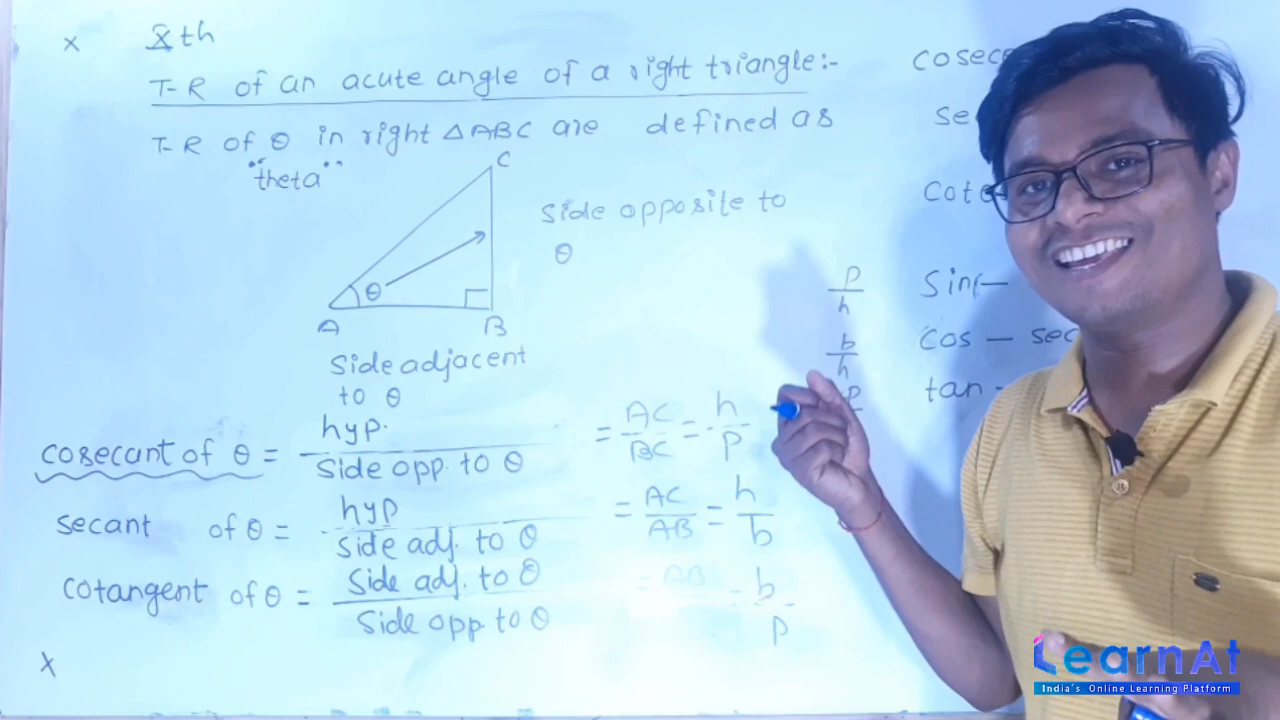 x Xth
T-R of an acute angle of a right triangle:-
T-R of θ in right △ABC are defined as
"theta"
C
Side opposite to
θ
θ
A
B
Side adjacent
to θ
cosecant of θ = hyp. / Side opp. to θ = AC / BC = h / p
secant of θ = hyp / Side adj. to θ = AC / AB = h / b
cotangent of θ = Side adj. to θ / Side opp to θ = AB = b / p
x
cosec
se
cot
p / h Sin —
b / h Cos — sec
p tan -
LearnAt
India's Online Learning Platform